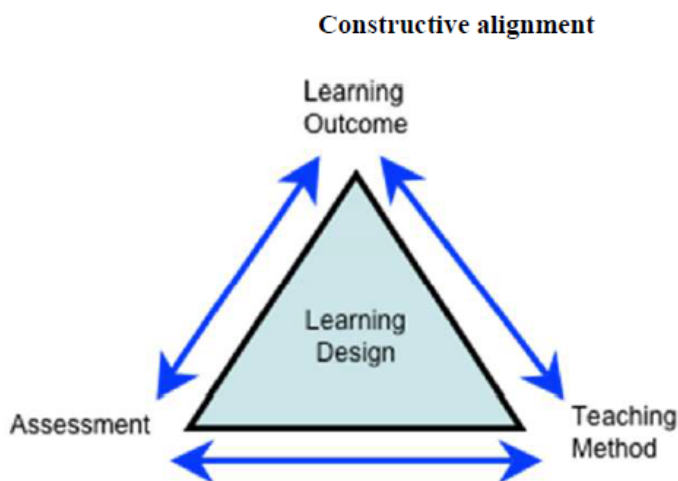 Constructive alignment
Learning
Outcome
Learning
Design
Assessment
Teaching
Method